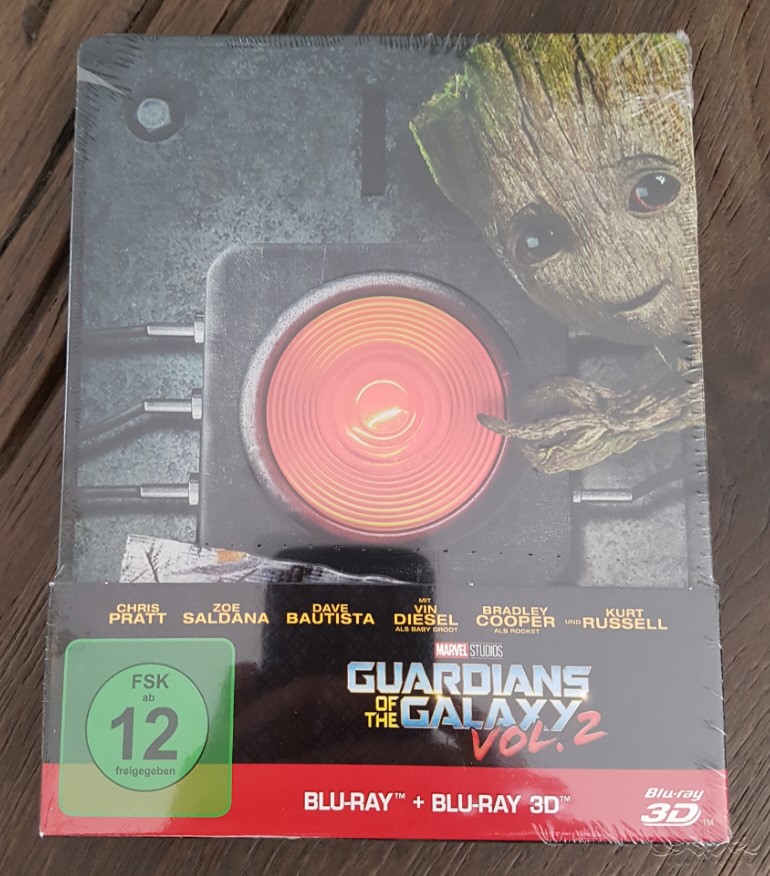 CHRIS PRATT
ZOE SALDANA
DAVE BAUTISTA
MIT VIN DIESEL ALS BABY GROOT
BRADLEY COOPER ALS ROCKET
UND KURT RUSSELL
MARVEL STUDIOS
GUARDIANS
OF THE GALAXY
VOL. 2
FSK
ab
12
freigegeben
BLU-RAY™ + BLU-RAY 3D™
Blu-ray
3D™